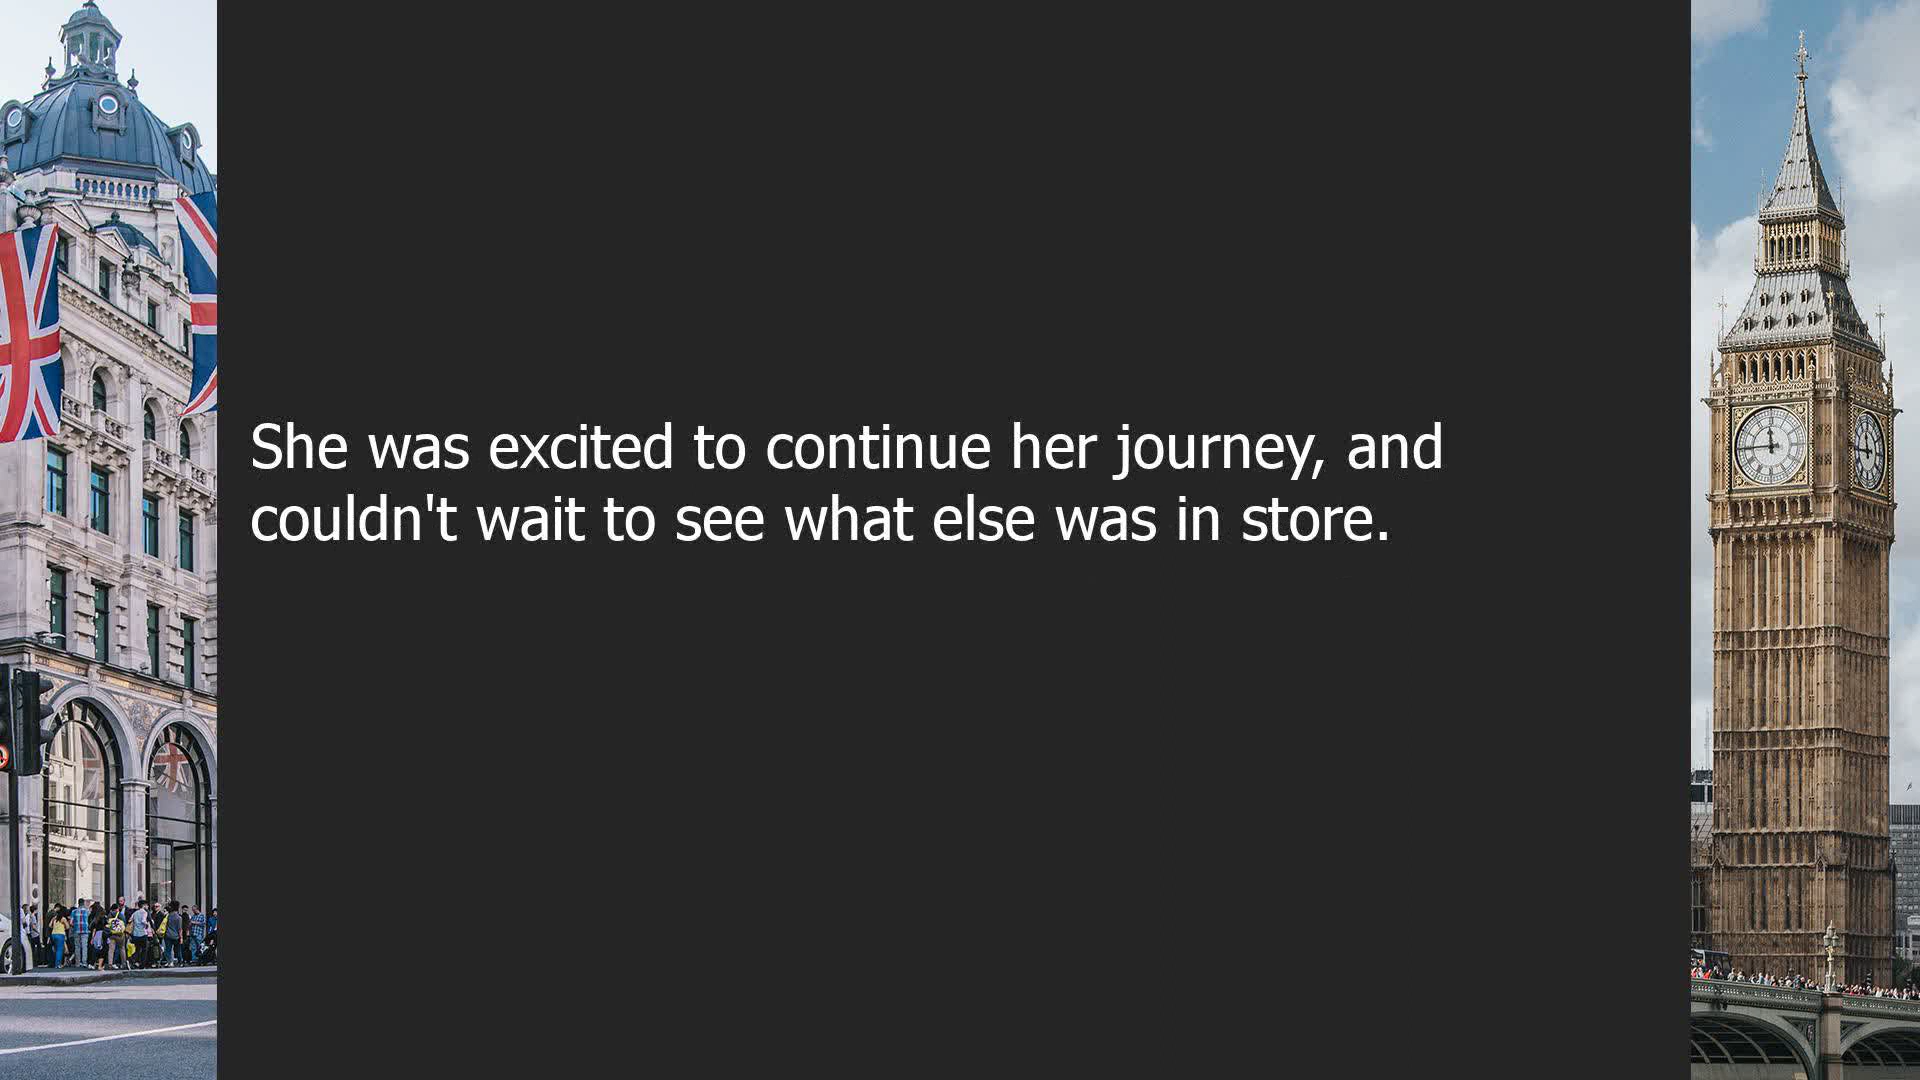 She was excited to continue her journey, and
couldn't wait to see what else was in store.